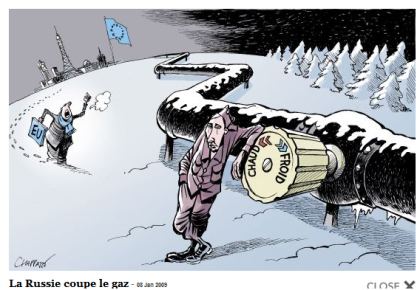 EU
CHAUD
FROID
CHAPPATTE
La Russie coupe le gaz - 08 Jan 2009
CLOSE X